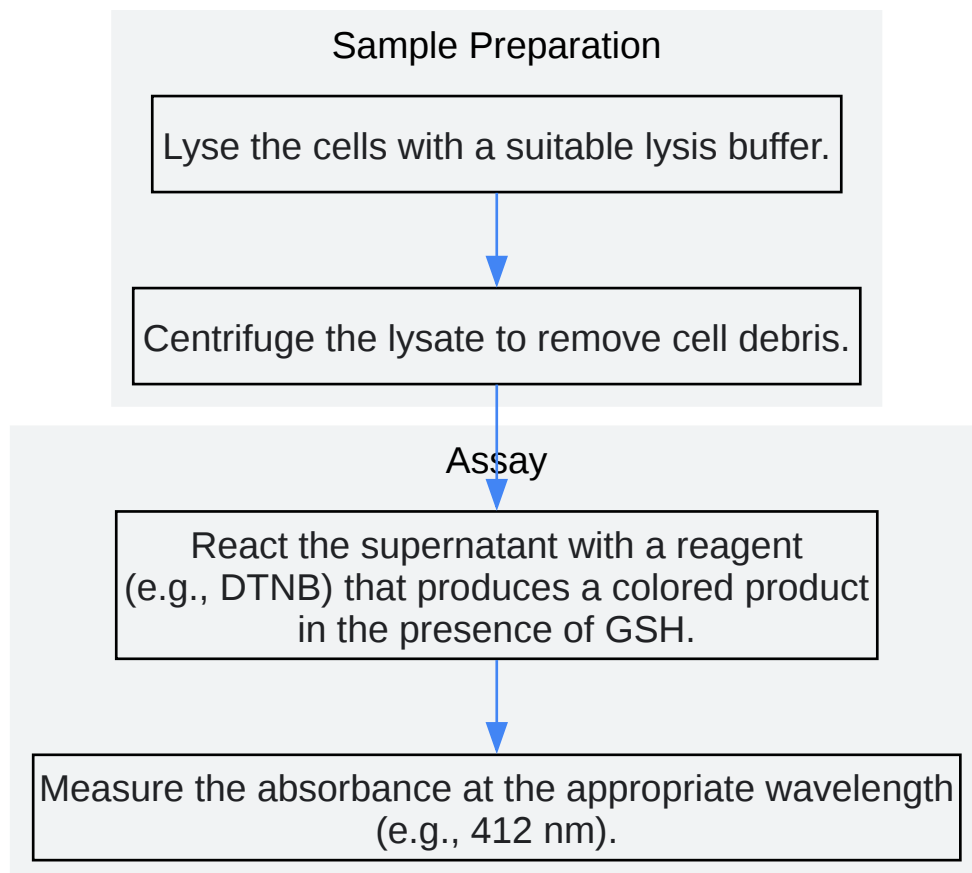 Sample Preparation
Lyse the cells with a suitable lysis buffer.
Centrifuge the lysate to remove cell debris.
Assay
React the supernatant with a reagent
(e.g., DTNB) that produces a colored product
in the presence of GSH.
Measure the absorbance at the appropriate wavelength
(e.g., 412 nm).